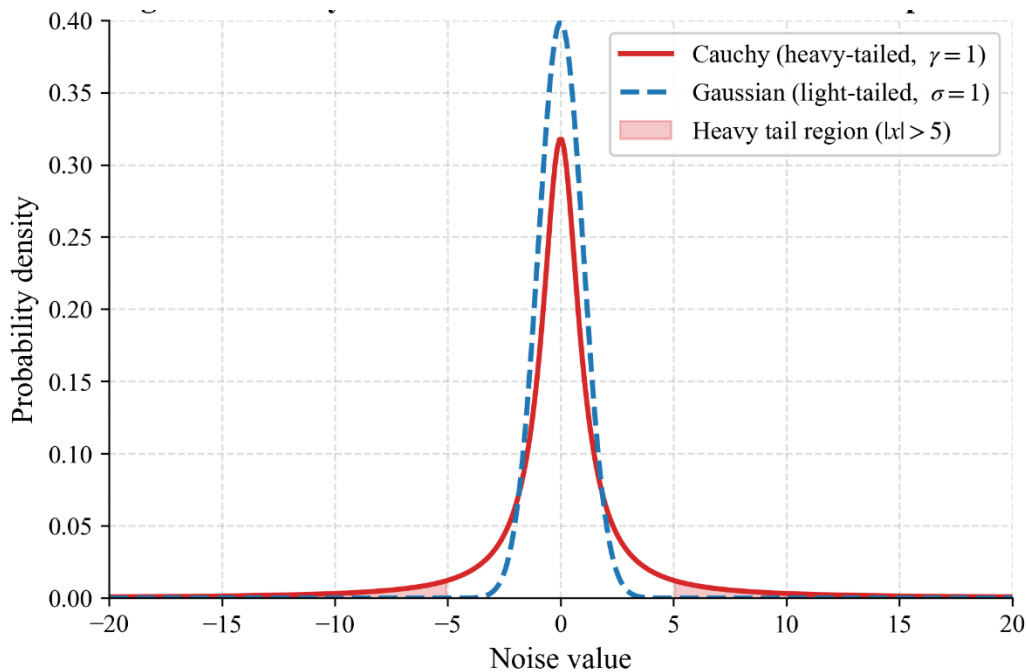 0.40
0.35
0.30
0.25
0.20
0.15
0.10
0.05
0.00
Probability density
Cauchy (heavy-tailed, γ = 1)
Gaussian (light-tailed, σ = 1)
Heavy tail region (|x| > 5)
−20 −15 −10 −5 0 5 10 15 20
Noise value